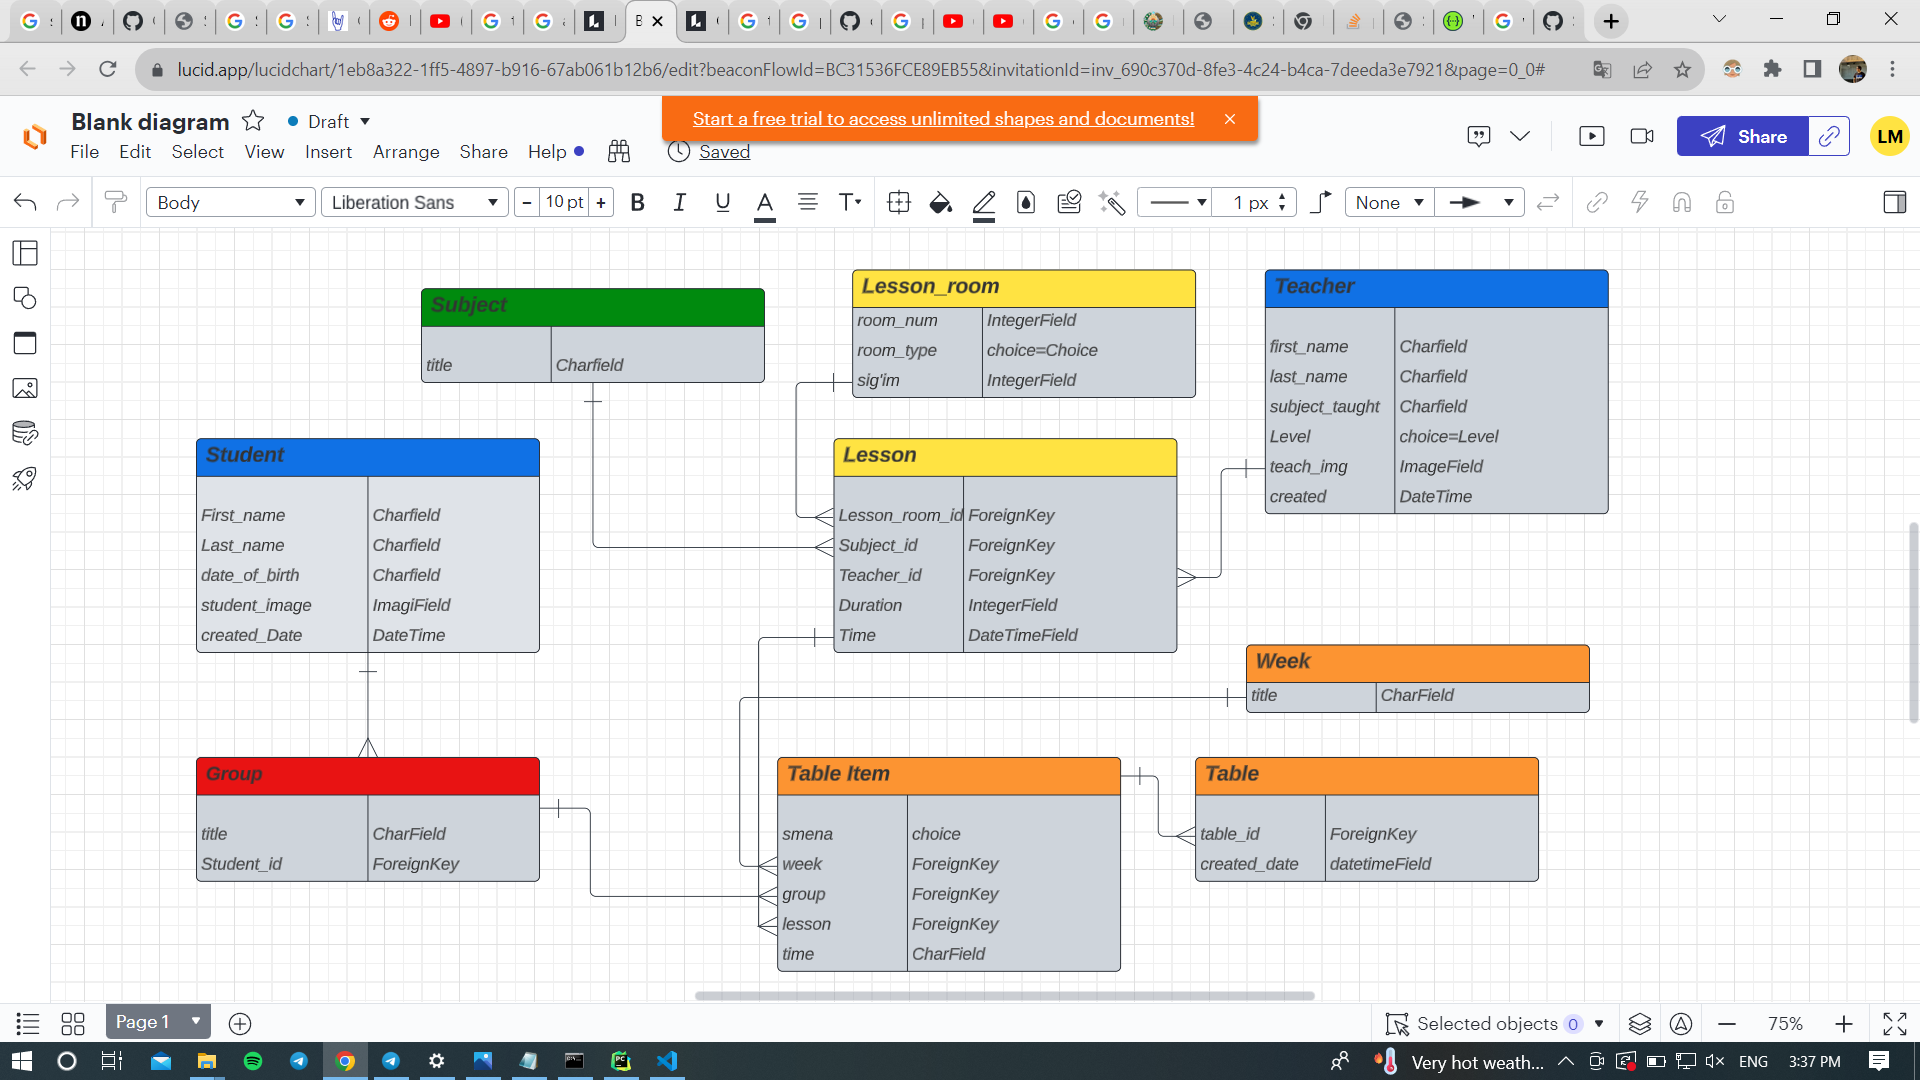 lucid.app/lucidchart/1eb8a322-1ff5-4897-b916-67ab061b12b6/edit?beaconFlowId=BC31536FCE89EB55&invitationId=inv_690c370d-8fe3-4c24-b4ca-7deeda3e7921&page=0_0#
Blank diagram
Draft
Start a free trial to access unlimited shapes and documents!
File Edit Select View Insert Arrange Share Help
Saved
Share
LM
Body
Liberation Sans
- 10 pt +
B I U A T
1 px
None
Subject
title Charfield
Lesson_room
room_num IntegerField
room_type choice=Choice
sig'im IntegerField
Teacher
first_name Charfield
last_name Charfield
subject_taught Charfield
Level choice=Level
teach_img ImageField
created DateTime
Student
First_name Charfield
Last_name Charfield
date_of_birth Charfield
student_image ImagiField
created_Date DateTime
Lesson
Lesson_room_id ForeignKey
Subject_id ForeignKey
Teacher_id ForeignKey
Duration IntegerField
Time DateTimeField
Week
title CharField
Group
title CharField
Student_id ForeignKey
Table Item
smena choice
week ForeignKey
group ForeignKey
lesson ForeignKey
time CharField
Table
table_id ForeignKey
created_date datetimeField
Page 1
Selected objects 0
75%
Very hot weath...
ENG
3:37 PM